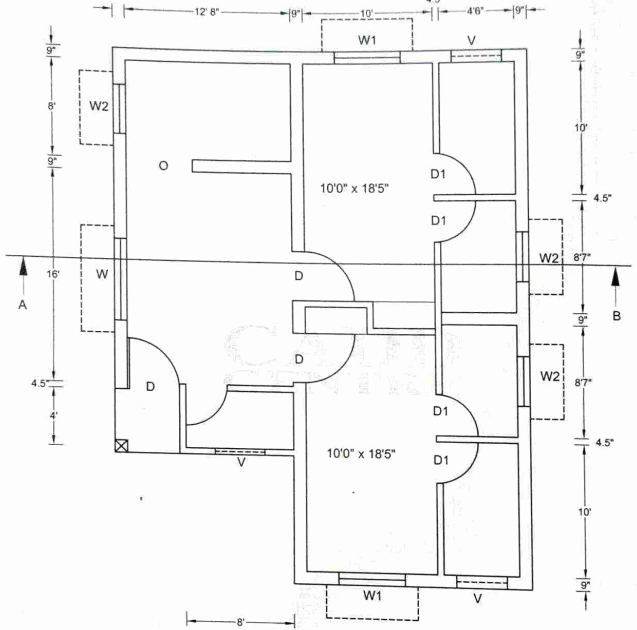 4.5"
12' 8" 9" 10' 4'6" 9"
W1 V
9" 9"
W2 8' 10'
9" O D1
10'0" x 18'5"
D1 4.5"
W 16' D W2 8'7"
A B
9"
D
4.5" D W2 8'7"
4' D1
4.5"
V 10'0" x 18'5" D1
10'
W1 V 9"
8'